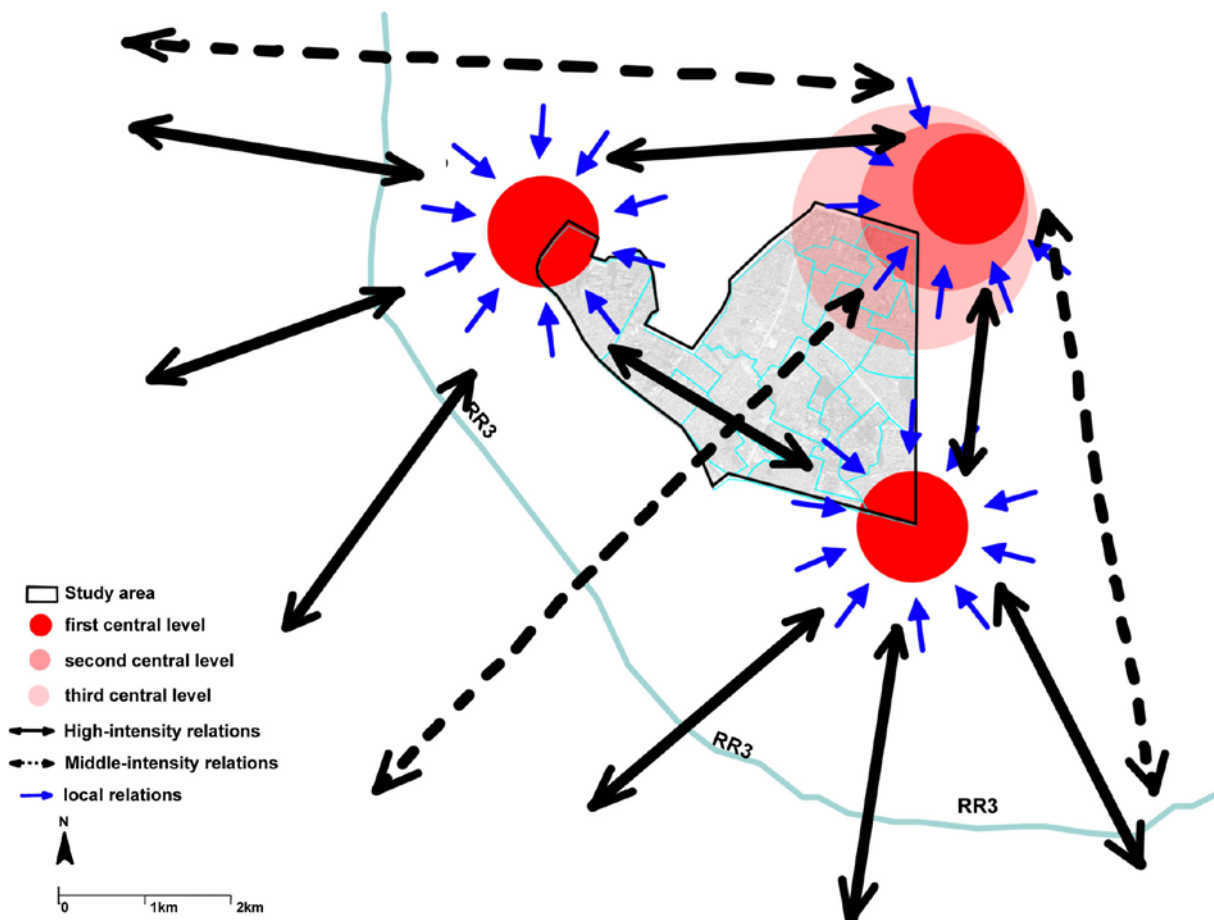 RR3
Study area
first central level
second central level
third central level
High-intensity relations
Middle-intensity relations
local relations
RR3
RR3
N
0 1km 2km